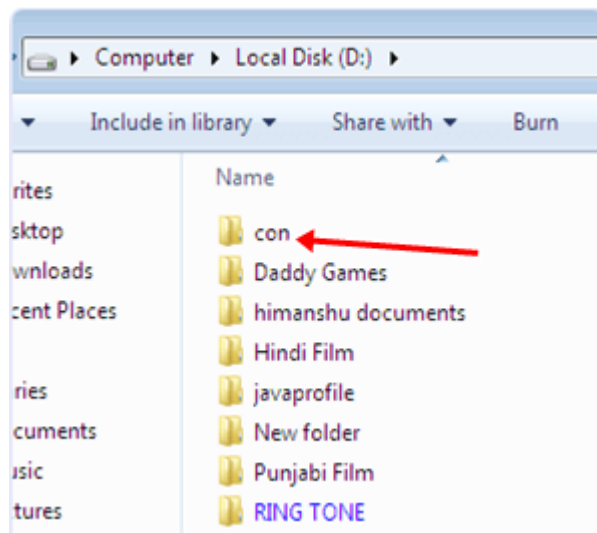 Computer Local Disk (D:)
Include in library Share with Burn
Name
rites
sktop
wnloads
cent Places
ries
cuments
usic
tures
con
Daddy Games
himanshu documents
Hindi Film
javaprofile
New folder
Punjabi Film
RING TONE